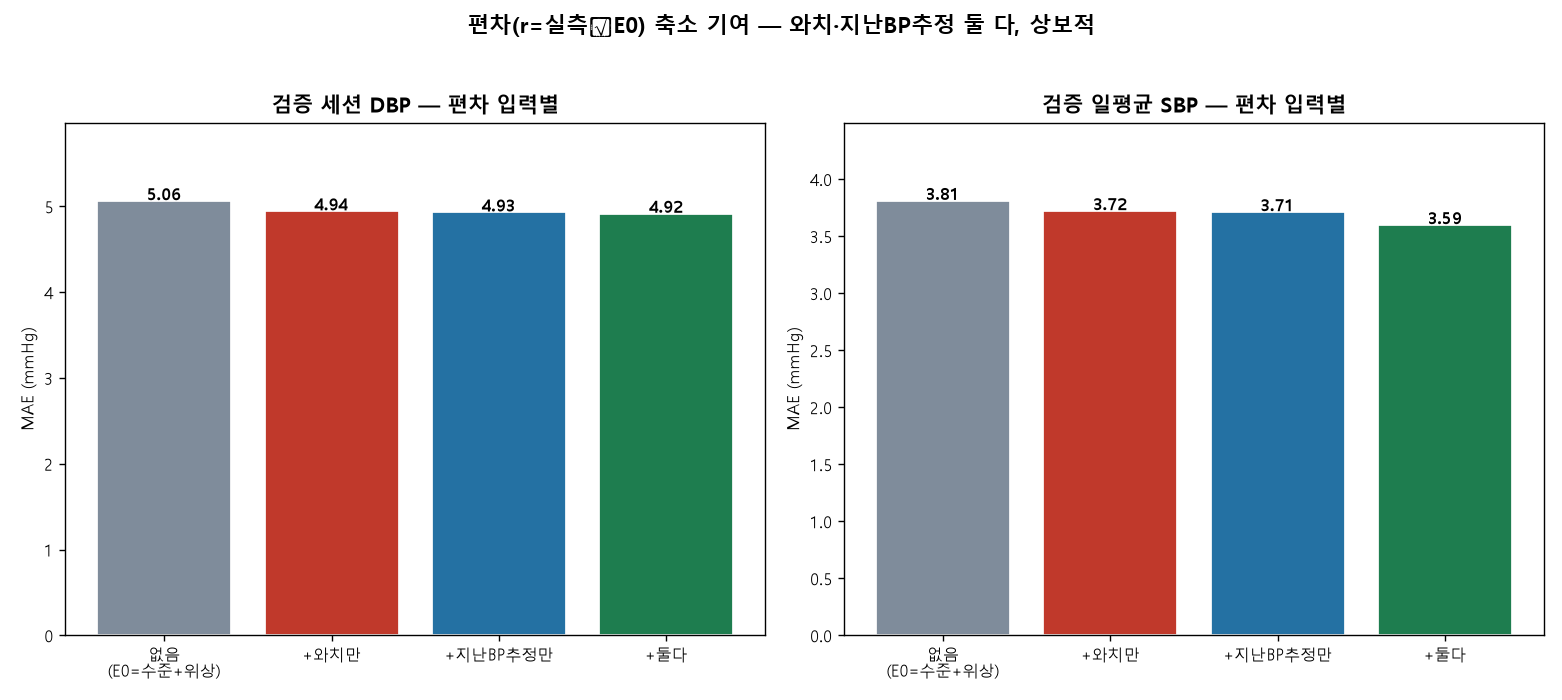 편차(r=실측√E0) 축소 기여 — 와치·지난BP추정 둘 다, 상보적
검증 세션 DBP — 편차 입력별
MAE (mmHg)
5
4
3
2
1
0
5.06
4.94
4.93
4.92
없음
(E0=수준+위상)
+와치만
+지난BP추정만
+둘다
검증 일평균 SBP — 편차 입력별
MAE (mmHg)
4.0
3.5
3.0
2.5
2.0
1.5
1.0
0.5
0.0
3.81
3.72
3.71
3.59
없음
(E0=수준+위상)
+와치만
+지난BP추정만
+둘다